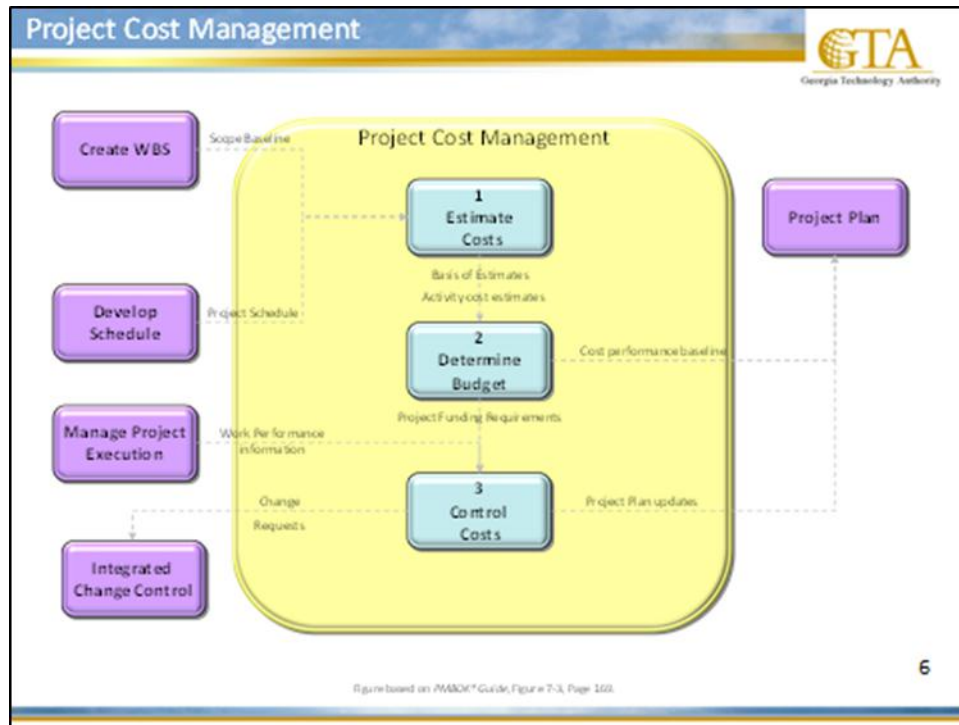 Project Cost Management
GTA
Georgia Technology Authority
Project Cost Management
Create WBS
Scope Baseline
1
Estimate
Costs
Project Plan
Basis of Estimates
Activity cost estimates
Develop
Schedule
Project Schedule
2
Determine
Budget
Cost performance baseline
Project Funding Requirements
Manage Project
Execution
Work Performance
information
3
Control
Costs
Change
Requests
Project Plan updates
Integrated
Change Control
6
Figure based on PMBOK® Guide, Figure 7-3, Page 169.